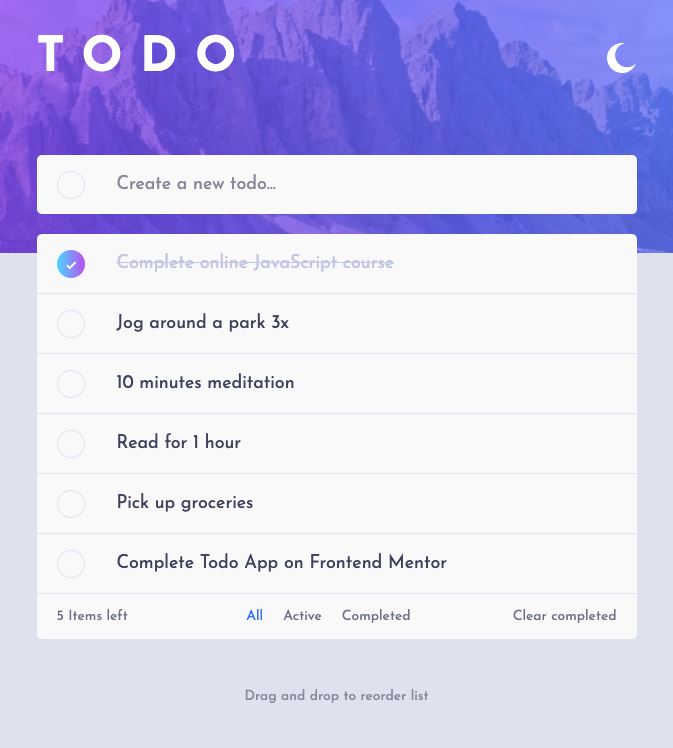 TODO
Create a new todo...
Complete online JavaScript course
Jog around a park 3x
10 minutes meditation
Read for 1 hour
Pick up groceries
Complete Todo App on Frontend Mentor
5 Items left All Active Completed Clear completed
Drag and drop to reorder list